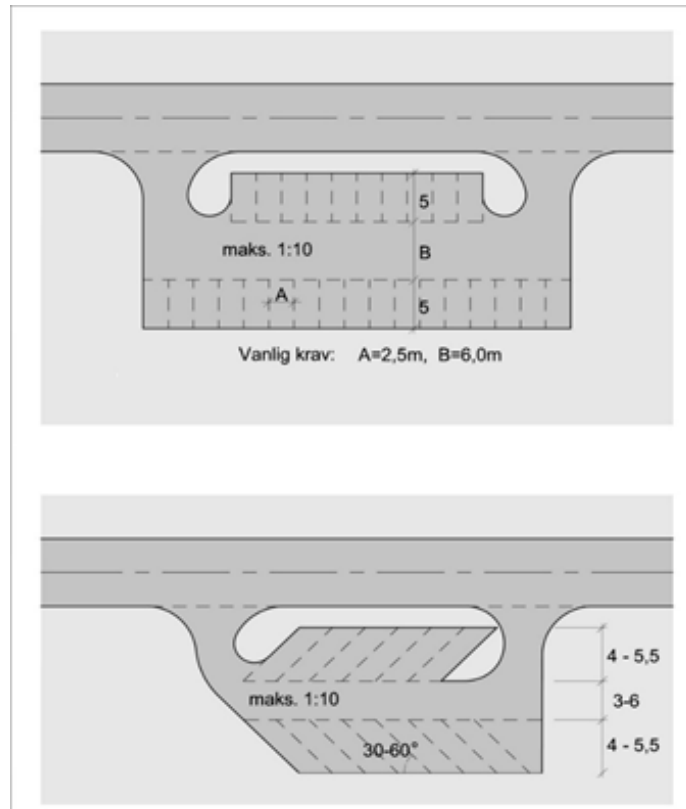 5
maks. 1:10
B
A
5
Vanlig krav: A=2,5m, B=6,0m
4 - 5,5
maks. 1:10
3-6
30-60°
4 - 5,5